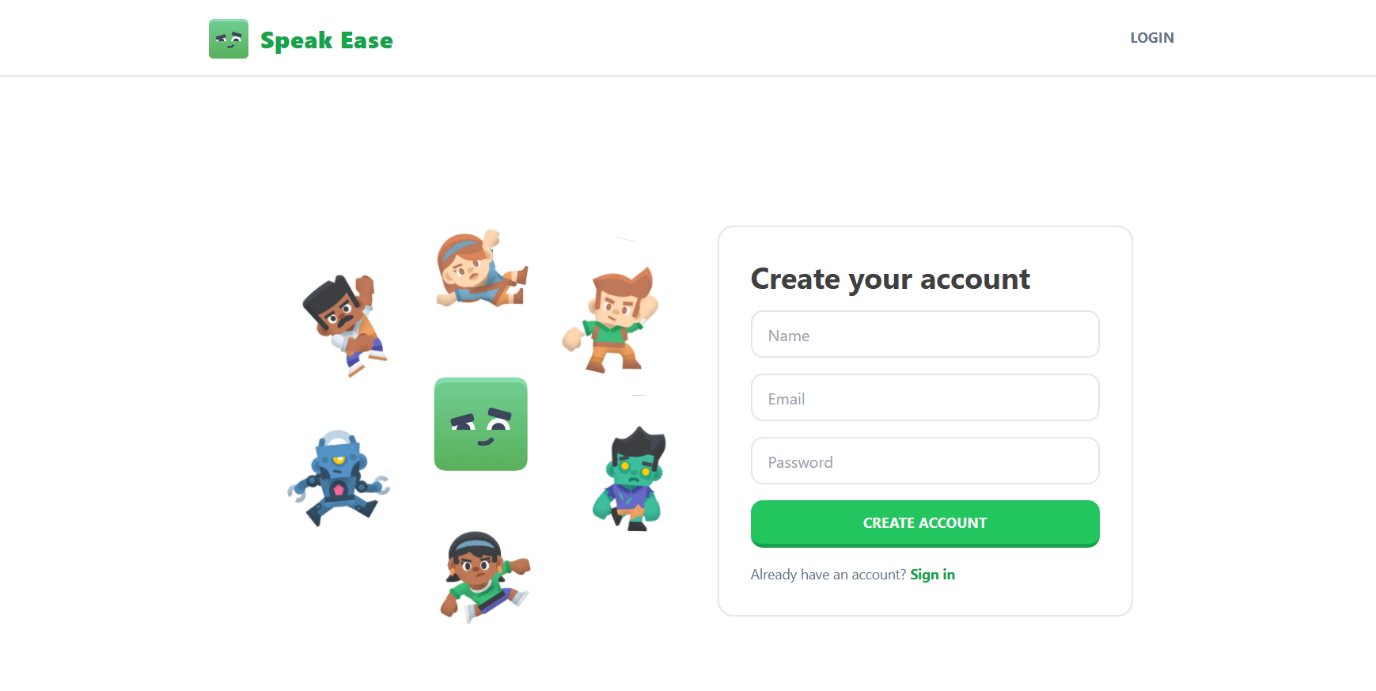 Speak Ease
LOGIN
Create your account
Name
Email
Password
CREATE ACCOUNT
Already have an account? Sign in